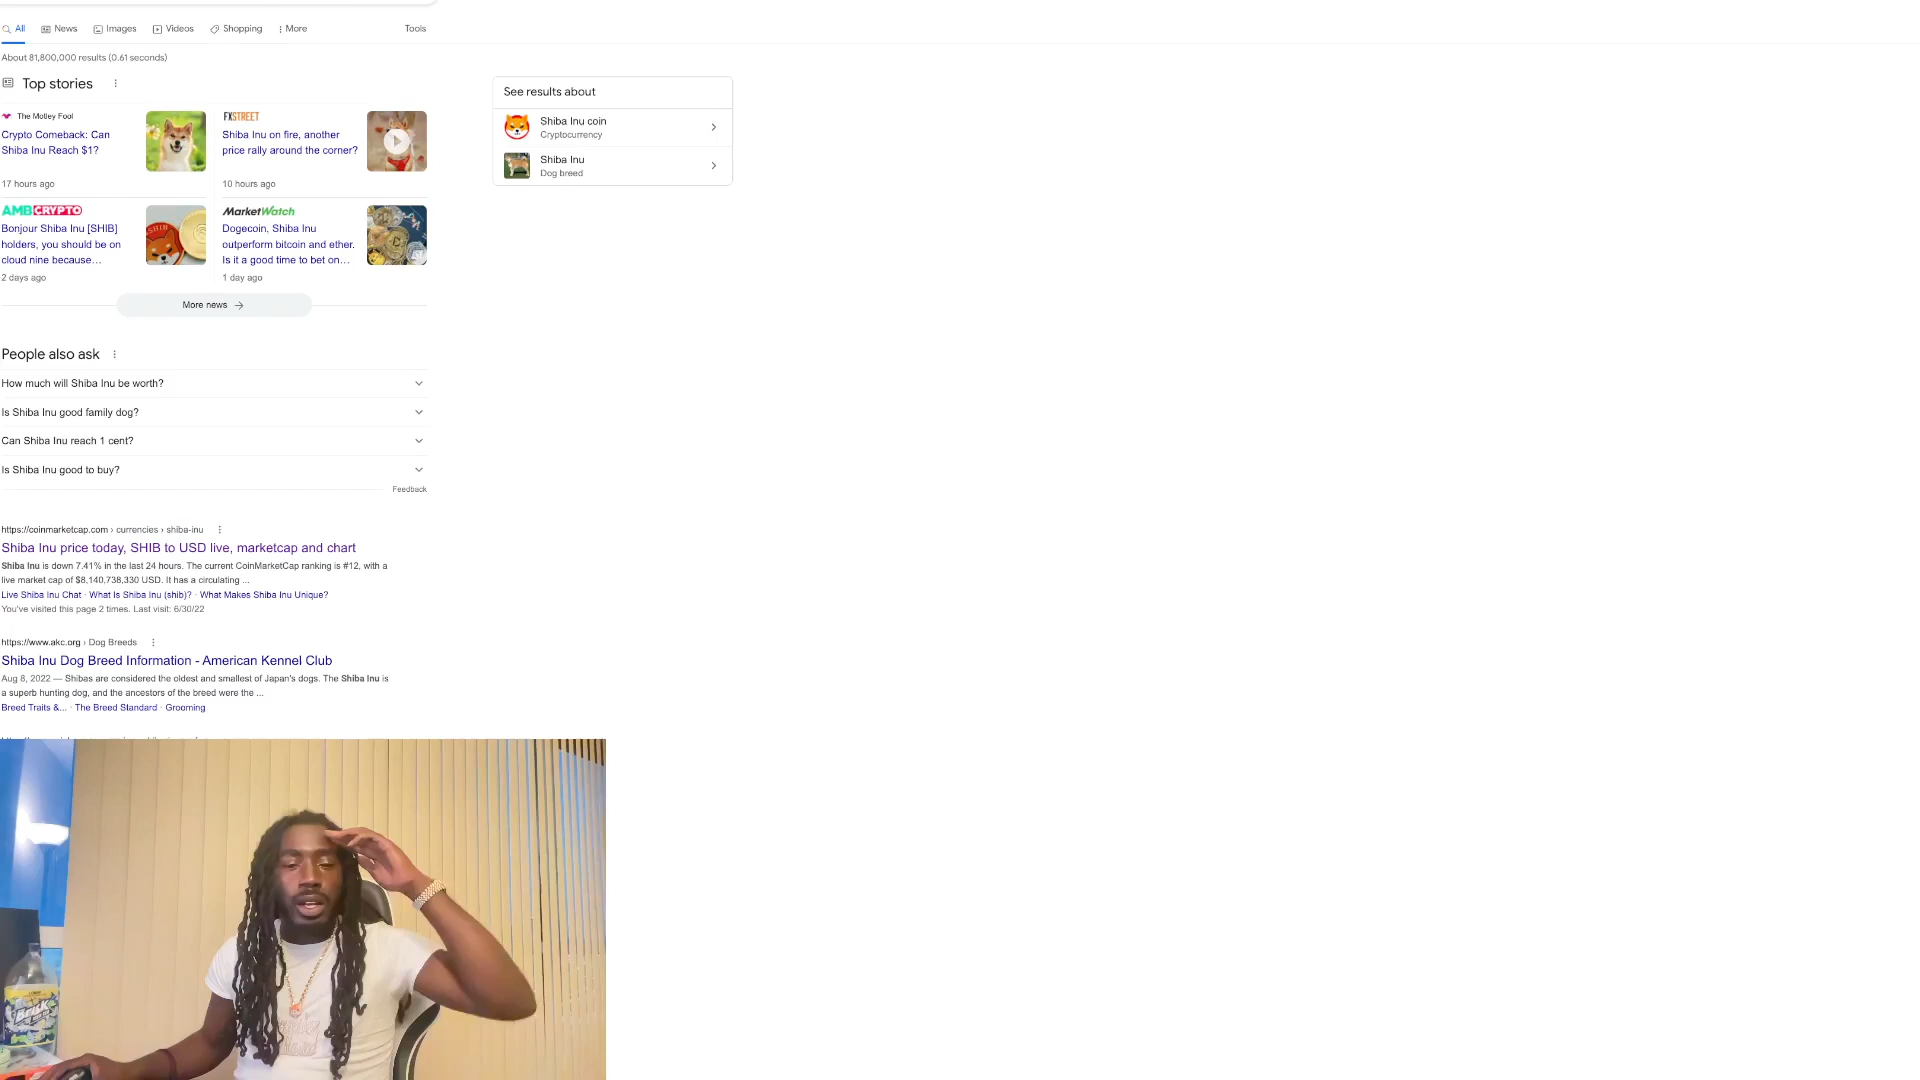 All News Images Videos Shopping More Tools
About 81,800,000 results (0.61 seconds)
Top stories
The Motley Fool
Crypto Comeback: Can
Shiba Inu Reach $1?
17 hours ago
FXSTREET
Shiba Inu on fire, another
price rally around the corner?
10 hours ago
AMBCRYPTO
Bonjour Shiba Inu [SHIB]
holders, you should be on
cloud nine because...
2 days ago
MarketWatch
Dogecoin, Shiba Inu
outperform bitcoin and ether.
Is it a good time to bet on...
1 day ago
More news
See results about
Shiba Inu coin
Cryptocurrency
Shiba Inu
Dog breed
People also ask
How much will Shiba Inu be worth?
Is Shiba Inu good family dog?
Can Shiba Inu reach 1 cent?
Is Shiba Inu good to buy?
Feedback
https://coinmarketcap.com › currencies › shiba-inu
Shiba Inu price today, SHIB to USD live, marketcap and chart
Shiba Inu is down 7.41% in the last 24 hours. The current CoinMarketCap ranking is #12, with a
live market cap of $8,140,738,330 USD. It has a circulating ...
Live Shiba Inu Chat · What Is Shiba Inu (shib)? · What Makes Shiba Inu Unique?
You've visited this page 2 times. Last visit: 6/30/22
https://www.akc.org › Dog Breeds
Shiba Inu Dog Breed Information - American Kennel Club
Aug 8, 2022 — Shibas are considered the oldest and smallest of Japan's dogs. The Shiba Inu is
a superb hunting dog, and the ancestors of the breed were the ...
Breed Traits &... · The Breed Standard · Grooming
Brisk